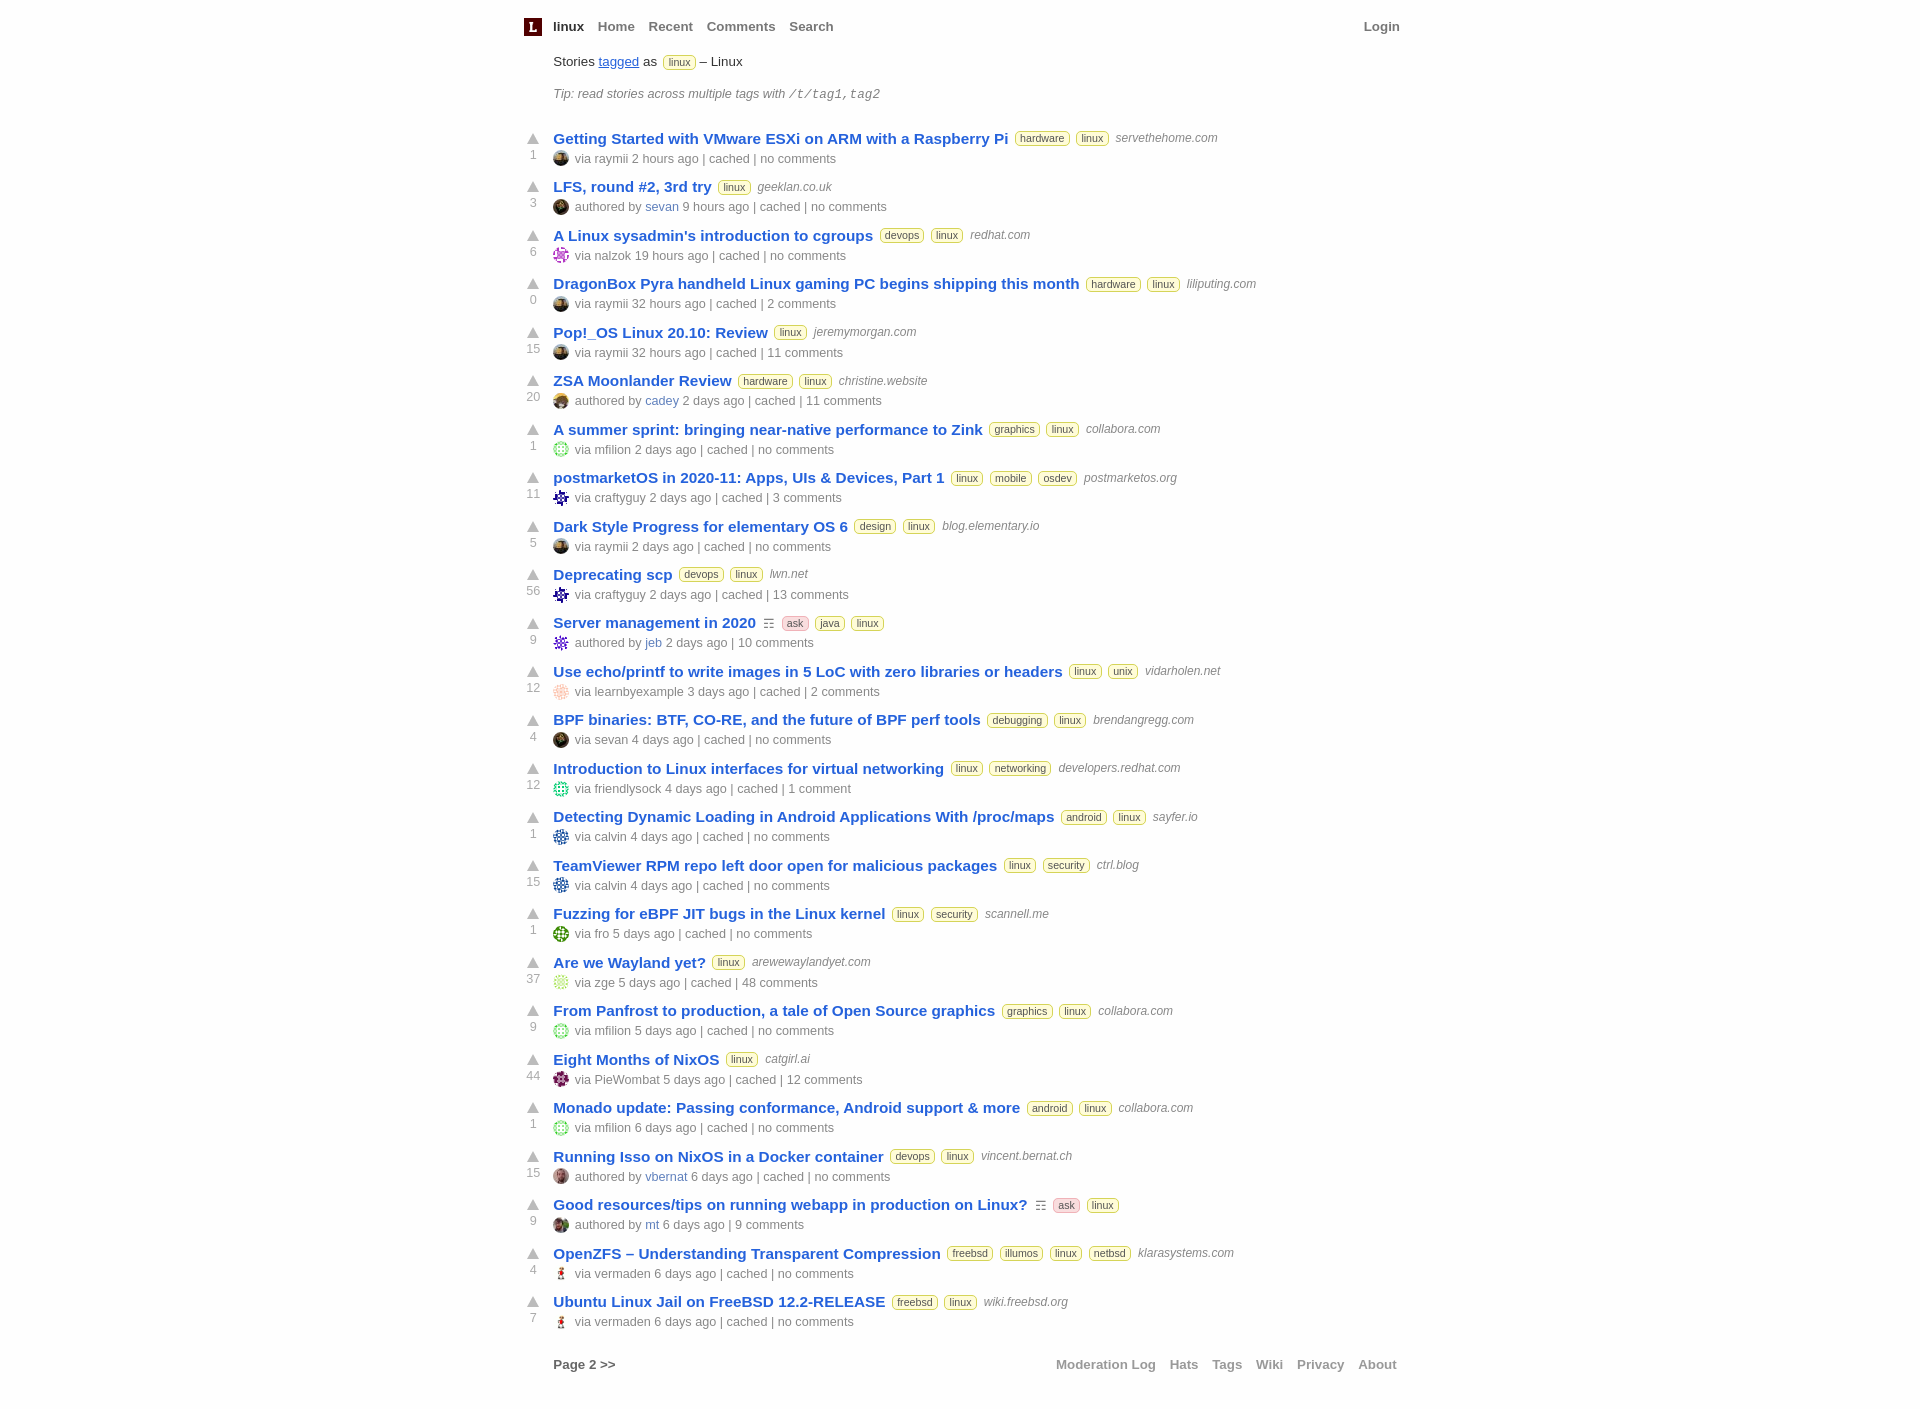 L linux Home Recent Comments Search Login
Stories tagged as linux – Linux
Tip: read stories across multiple tags with /t/tag1,tag2
Getting Started with VMware ESXi on ARM with a Raspberry Pi hardware linux servethehome.com
1 via raymii 2 hours ago | cached | no comments
LFS, round #2, 3rd try linux geeklan.co.uk
3 authored by sevan 9 hours ago | cached | no comments
A Linux sysadmin's introduction to cgroups devops linux redhat.com
6 via nalzok 19 hours ago | cached | no comments
DragonBox Pyra handheld Linux gaming PC begins shipping this month hardware linux liliputing.com
0 via raymii 32 hours ago | cached | 2 comments
Pop!_OS Linux 20.10: Review linux jeremymorgan.com
15 via raymii 32 hours ago | cached | 11 comments
ZSA Moonlander Review hardware linux christine.website
20 authored by cadey 2 days ago | cached | 11 comments
A summer sprint: bringing near-native performance to Zink graphics linux collabora.com
1 via mfilion 2 days ago | cached | no comments
postmarketOS in 2020-11: Apps, UIs & Devices, Part 1 linux mobile osdev postmarketos.org
11 via craftyguy 2 days ago | cached | 3 comments
Dark Style Progress for elementary OS 6 design linux blog.elementary.io
5 via raymii 2 days ago | cached | no comments
Deprecating scp devops linux lwn.net
56 via craftyguy 2 days ago | cached | 13 comments
Server management in 2020 ☶ ask java linux
9 authored by jeb 2 days ago | 10 comments
Use echo/printf to write images in 5 LoC with zero libraries or headers linux unix vidarholen.net
12 via learnbyexample 3 days ago | cached | 2 comments
BPF binaries: BTF, CO-RE, and the future of BPF perf tools debugging linux brendangregg.com
4 via sevan 4 days ago | cached | no comments
Introduction to Linux interfaces for virtual networking linux networking developers.redhat.com
12 via friendlysock 4 days ago | cached | 1 comment
Detecting Dynamic Loading in Android Applications With /proc/maps android linux sayfer.io
1 via calvin 4 days ago | cached | no comments
TeamViewer RPM repo left door open for malicious packages linux security ctrl.blog
15 via calvin 4 days ago | cached | no comments
Fuzzing for eBPF JIT bugs in the Linux kernel linux security scannell.me
1 via fro 5 days ago | cached | no comments
Are we Wayland yet? linux arewewaylandyet.com
37 via zge 5 days ago | cached | 48 comments
From Panfrost to production, a tale of Open Source graphics graphics linux collabora.com
9 via mfilion 5 days ago | cached | no comments
Eight Months of NixOS linux catgirl.ai
44 via PieWombat 5 days ago | cached | 12 comments
Monado update: Passing conformance, Android support & more android linux collabora.com
1 via mfilion 6 days ago | cached | no comments
Running Isso on NixOS in a Docker container devops linux vincent.bernat.ch
15 authored by vbernat 6 days ago | cached | no comments
Good resources/tips on running webapp in production on Linux? ☶ ask linux
9 authored by mt 6 days ago | 9 comments
OpenZFS – Understanding Transparent Compression freebsd illumos linux netbsd klarasystems.com
4 via vermaden 6 days ago | cached | no comments
Ubuntu Linux Jail on FreeBSD 12.2-RELEASE freebsd linux wiki.freebsd.org
7 via vermaden 6 days ago | cached | no comments
Page 2 >> Moderation Log Hats Tags Wiki Privacy About